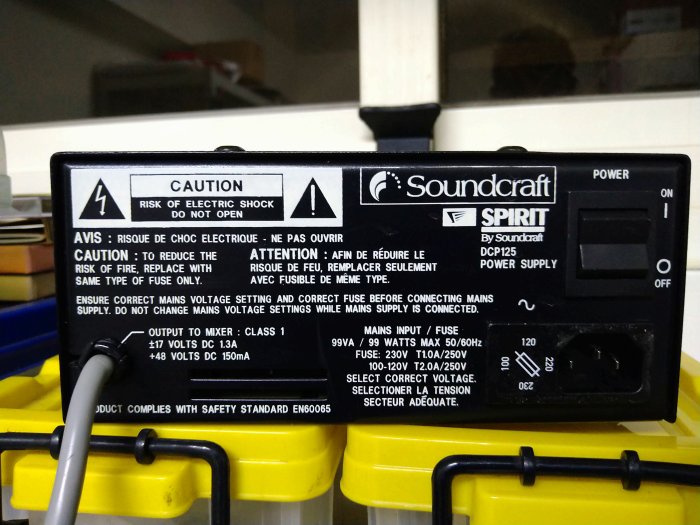 CAUTION
RISK OF ELECTRIC SHOCK
DO NOT OPEN
AVIS : RISQUE DE CHOC ELECTRIQUE - NE PAS OUVRIR
CAUTION : TO REDUCE THE
RISK OF FIRE, REPLACE WITH
SAME TYPE OF FUSE ONLY.
ATTENTION : AFIN DE RÉDUIRE LE
RISQUE DE FEU, REMPLACER SEULEMENT
AVEC FUSIBLE DE MÊME TYPE.
Soundcraft
SPIRIT
By Soundcraft
DCP125
POWER SUPPLY
POWER
ON
I
O
OFF
ENSURE CORRECT MAINS VOLTAGE SETTING AND CORRECT FUSE BEFORE CONNECTING MAINS
SUPPLY. DO NOT CHANGE MAINS VOLTAGE SETTINGS WHILE MAINS SUPPLY IS CONNECTED.
OUTPUT TO MIXER : CLASS 1
±17 VOLTS DC 1.3A
+48 VOLTS DC 150mA
MAINS INPUT / FUSE
99VA / 99 WATTS MAX 50/60Hz
FUSE: 230V T1.0A/250V
100-120V T2.0A/250V
SELECT CORRECT VOLTAGE.
SELECTIONER LA TENSION
SECTEUR ADÉQUATE.
120
100
220
230
PRODUCT COMPLIES WITH SAFETY STANDARD EN60065